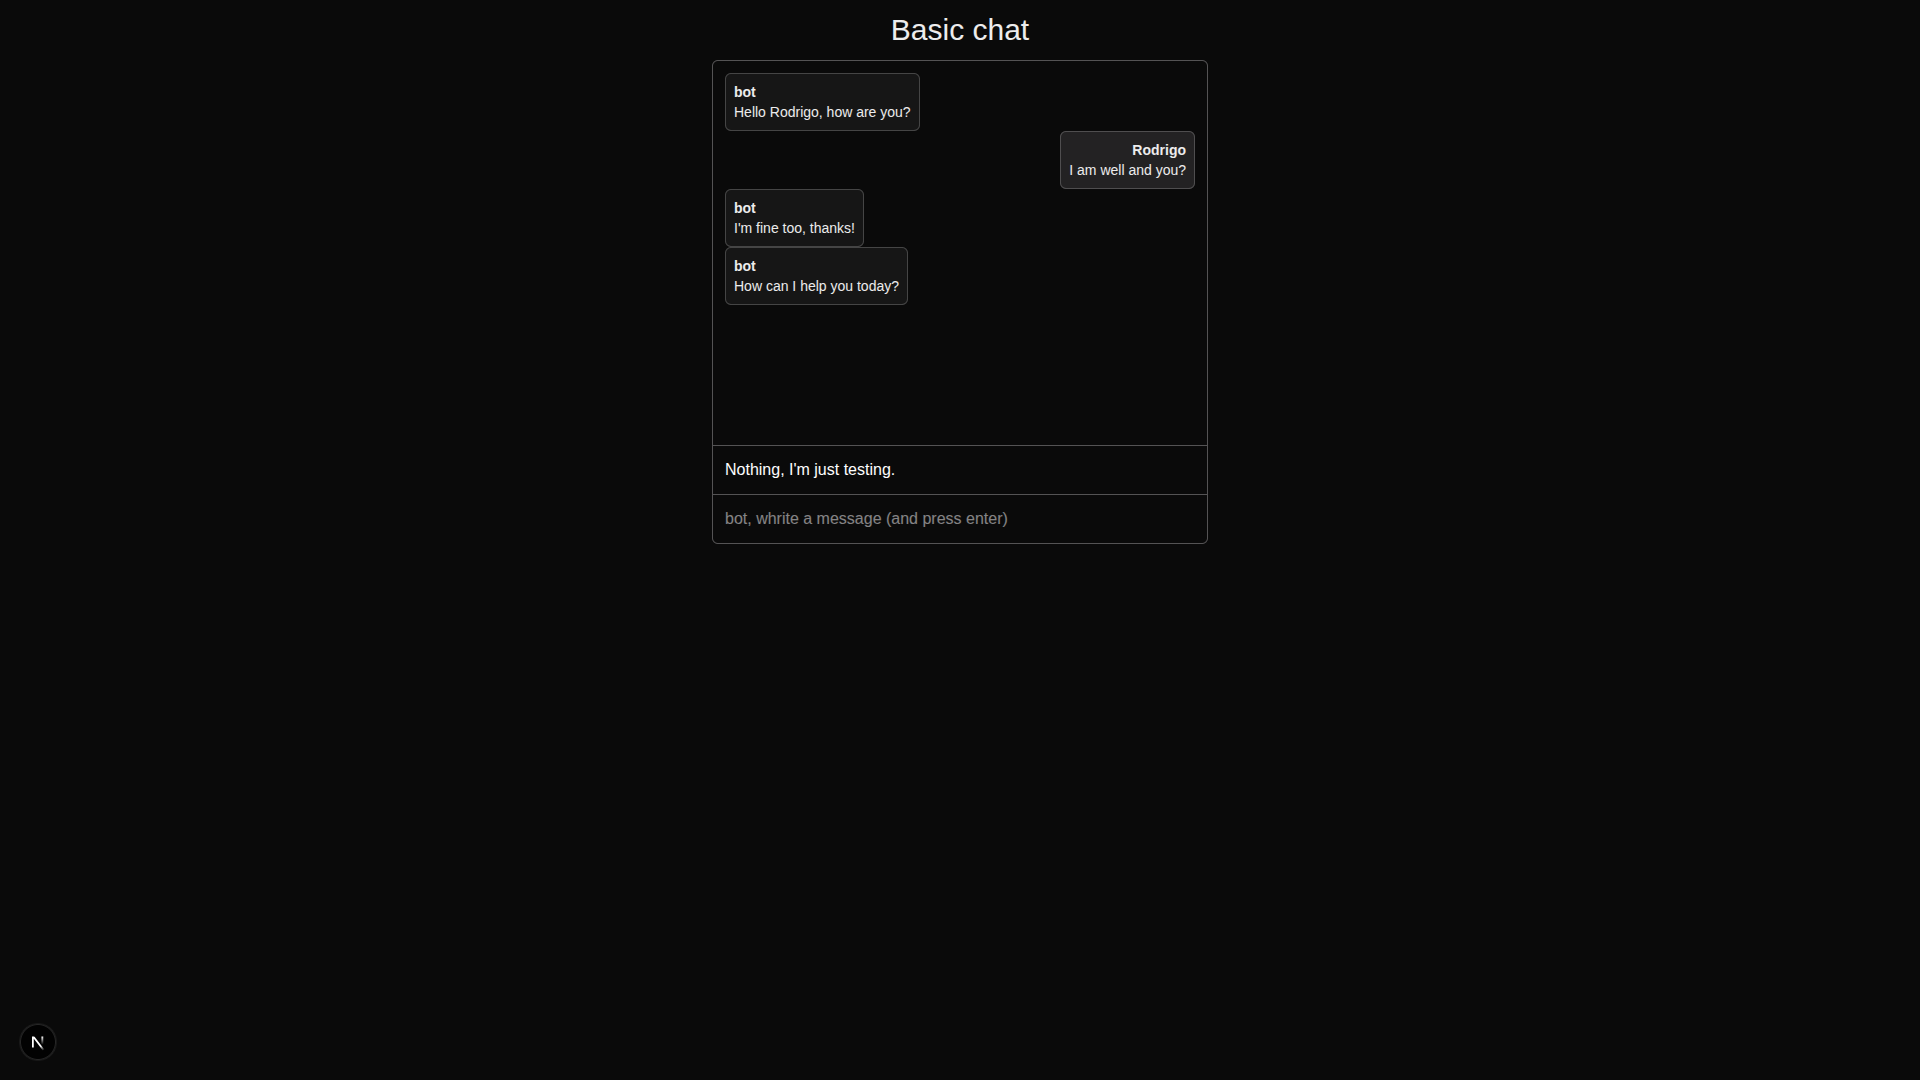 Basic chat
bot
Hello Rodrigo, how are you?
Rodrigo
I am well and you?
bot
I'm fine too, thanks!
bot
How can I help you today?
Nothing, I'm just testing.
bot, whrite a message (and press enter)
N